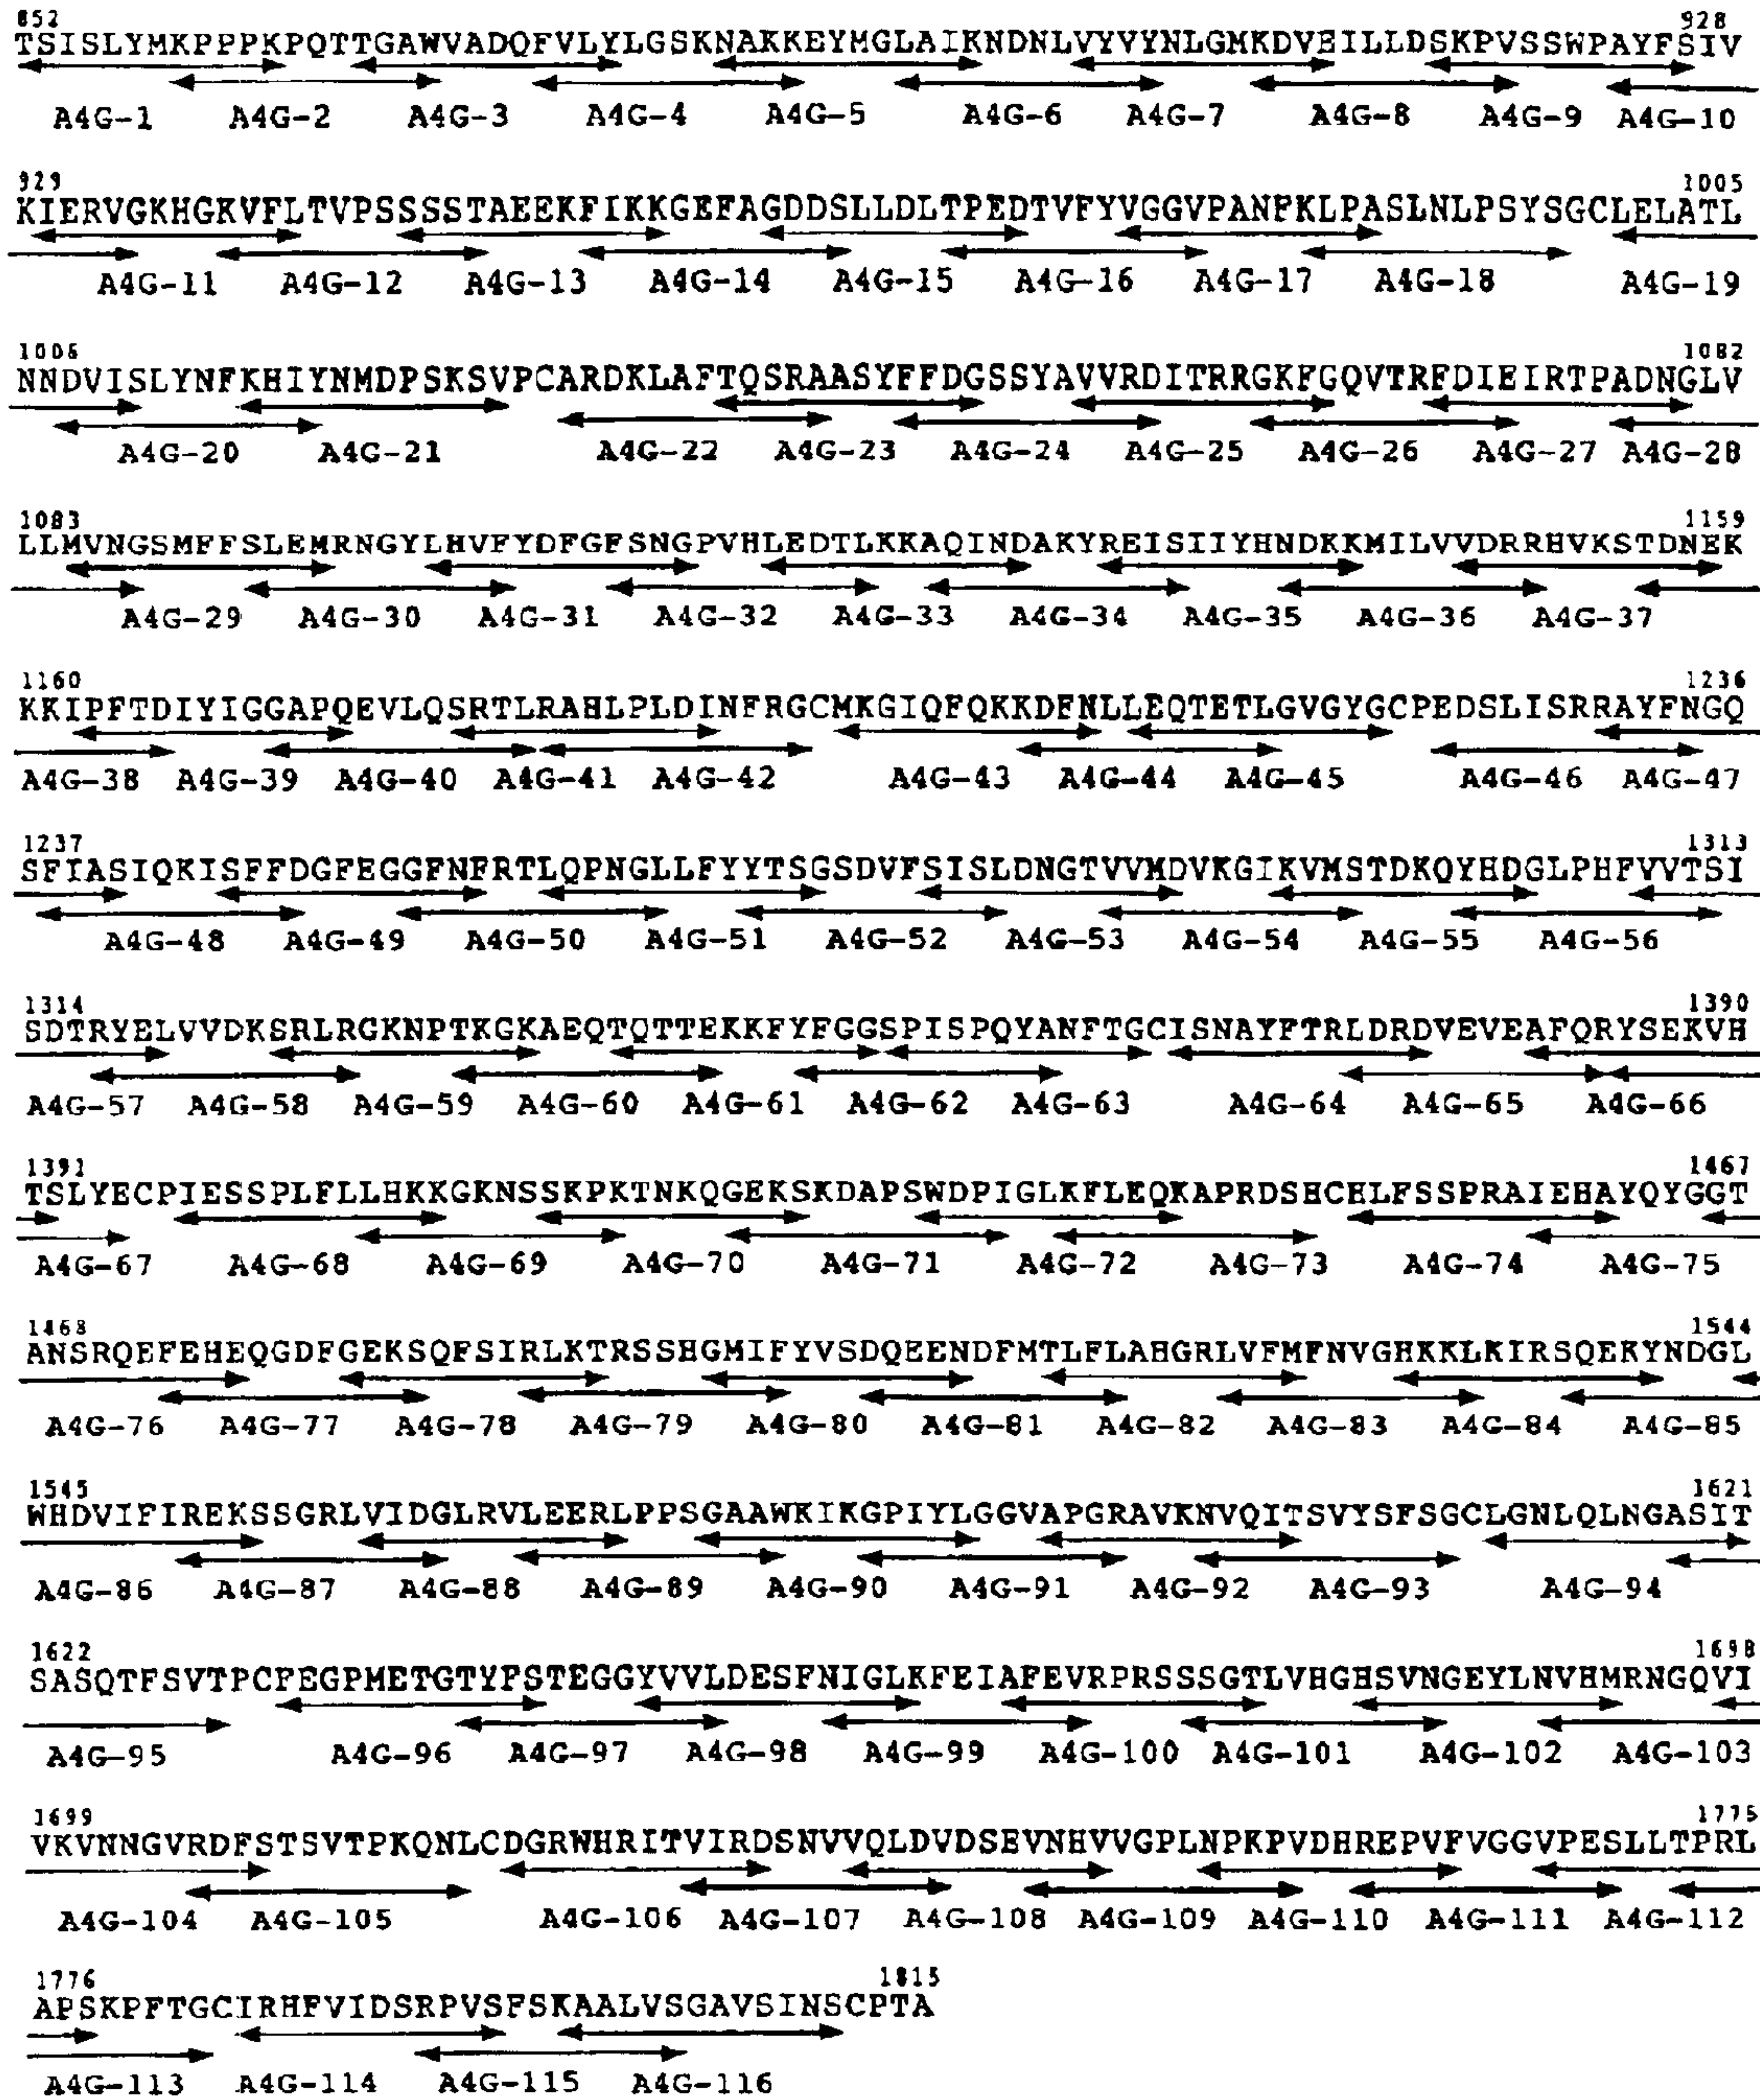 852 928
TSISLYMKPPPKPQTTGAWVADQFVLYLGSKNAKKEYMGLAIKNDNLVYVYNLGMKDVEILLDSKPVSSWPAYFSIV
A4G-1 A4G-2 A4G-3 A4G-4 A4G-5 A4G-6 A4G-7 A4G-8 A4G-9 A4G-10
929 1005
KIERVGKHGKVFLTVPSSSSTAEEKFIKKGEFAGDDSLLDLTPEDTVFYVGGVPANFKLPASLNLPSYSGCLELATL
A4G-11 A4G-12 A4G-13 A4G-14 A4G-15 A4G-16 A4G-17 A4G-18 A4G-19
1006 1082
NNDVISLYNFKHIYNMDPSKSVPCARDKLAFTQSRAASYFFDGSSYAVVRDITRRGKFGQVTRFDIEIRTPADNGLV
A4G-20 A4G-21 A4G-22 A4G-23 A4G-24 A4G-25 A4G-26 A4G-27 A4G-28
1083 1159
LLMVNGSMFFSLEMRNGYLHVFYDFGFSNGPVHLEDTLKKAQINDAKYREISIIYHNDKKMILVVDRRHVKSTDNEK
A4G-29 A4G-30 A4G-31 A4G-32 A4G-33 A4G-34 A4G-35 A4G-36 A4G-37
1160 1236
KKIPFTDIYIGGAPQEVLQSRTLRAHLPLDINFRGCMKGIQFQKKDFNLLEQTETLGVGYGCPEDSLISRRAYFNGQ
A4G-38 A4G-39 A4G-40 A4G-41 A4G-42 A4G-43 A4G-44 A4G-45 A4G-46 A4G-47
1237 1313
SFIASIQKISFFDGFEGGFNFRTLQPNGLLFYYTSGSDVFSISLDNGTVVMDVKGIKVMSTDKQYHDGLPHFVVTSI
A4G-48 A4G-49 A4G-50 A4G-51 A4G-52 A4G-53 A4G-54 A4G-55 A4G-56
1314 1390
SDTRYELVVDKSRLRGKNPTKGKAEQTQTTEKKFYFGGSPISPQYANFTGCISNAYFTRLDRDVEVEAFQRYSEKVH
A4G-57 A4G-58 A4G-59 A4G-60 A4G-61 A4G-62 A4G-63 A4G-64 A4G-65 A4G-66
1391 1467
TSLYECPIESSPLFLLHKKGKNSSKPKTNKQGEKSKDAPSWDPIGLKFLEQKAPRDSHCHLFSSPRAIEHAYQYGGT
A4G-67 A4G-68 A4G-69 A4G-70 A4G-71 A4G-72 A4G-73 A4G-74 A4G-75
1468 1544
ANSRQEFEHEQGDFGEKSQFSIRLKTRSSHGMIFYVSDQEENDFMTLFLAHGRLVFMFNVGHKKLKIRSQEKYNDGL
A4G-76 A4G-77 A4G-78 A4G-79 A4G-80 A4G-81 A4G-82 A4G-83 A4G-84 A4G-85
1545 1621
WHDVIFIREKSSGRLVIDGLRVLEERLPPSGAAWKIKGPIYLGGVAPGRAVKNVQITSVYSFSGCLGNLQLNGASIT
A4G-86 A4G-87 A4G-88 A4G-89 A4G-90 A4G-91 A4G-92 A4G-93 A4G-94
1622 1698
SASQTFSVTPCFEGPMETGTYFSTEGGYVVLDESFNIGLKFEIAFEVRPRSSSGTLVHGHSVNGEYLNVHMRNGQVI
A4G-95 A4G-96 A4G-97 A4G-98 A4G-99 A4G-100 A4G-101 A4G-102 A4G-103
1699 1775
VKVNNGVRDFSTSVTPKQNLCDGRWHRITVIRDSNVVQLDVDSEVNHVVGPLNPKPVDHREPVFVGGVPESLLTPRL
A4G-104 A4G-105 A4G-106 A4G-107 A4G-108 A4G-109 A4G-110 A4G-111 A4G-112
1776 1815
APSKPFTGCIRHFVIDSRPVSFSKAALVSGAVSINSCPTA
A4G-113 A4G-114 A4G-115 A4G-116